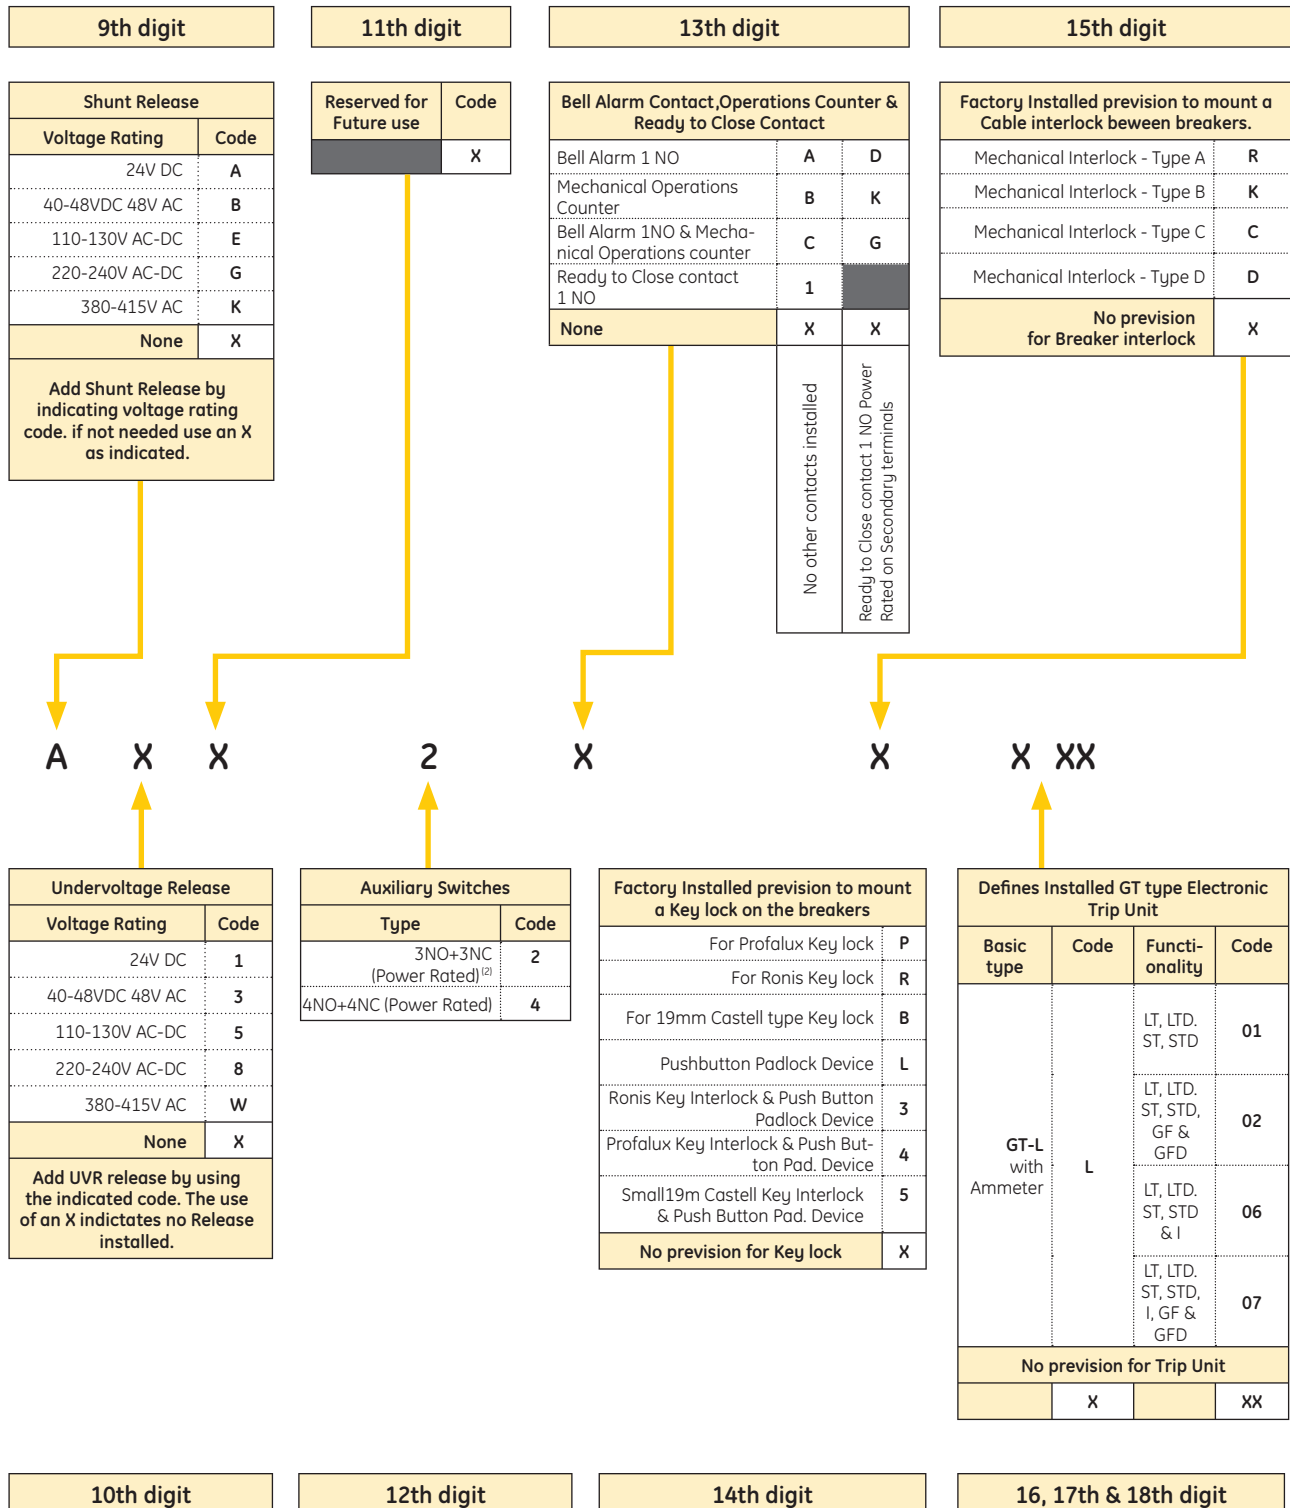 9th digit
11th digit
13th digit
15th digit
Shunt Release
Voltage Rating Code
24V DC A
40-48VDC 48V AC B
110-130V AC-DC E
220-240V AC-DC G
380-415V AC K
None X
Add Shunt Release by
indicating voltage rating
code. if not needed use an X
as indicated.
Reserved for
Future use
Code
X
Bell Alarm Contact,Operations Counter &
Ready to Close Contact
Bell Alarm 1 NO A D
Mechanical Operations
Counter B K
Bell Alarm 1NO & Mecha-
nical Operations counter C G
Ready to Close contact
1 NO 1
None X X
No other contacts installed
Ready to Close contact 1 NO Power
Rated on Secondary terminals
Factory Installed prevision to mount a
Cable interlock beween breakers.
Mechanical Interlock - Type A R
Mechanical Interlock - Type B K
Mechanical Interlock - Type C C
Mechanical Interlock - Type D D
No prevision
for Breaker interlock X
A X X 2 X X X XX
Undervoltage Release
Voltage Rating Code
24V DC 1
40-48VDC 48V AC 3
110-130V AC-DC 5
220-240V AC-DC 8
380-415V AC W
None X
Add UVR release by using
the indicated code. The use
of an X indictates no Release
installed.
Auxiliary Switches
Type Code
3NO+3NC 2
(Power Rated) (2)
4NO+4NC (Power Rated) 4
Factory Installed prevision to mount
a Key lock on the breakers
For Profalux Key lock P
For Ronis Key lock R
For 19mm Castell type Key lock B
Pushbutton Padlock Device L
Ronis Key Interlock & Push Button
Padlock Device 3
Profalux Key Interlock & Push But-
ton Pad. Device 4
Small19m Castell Key Interlock
& Push Button Pad. Device 5
No prevision for Key lock X
Defines Installed GT type Electronic
Trip Unit
Basic
type
Code
Functi-
onality
Code
GT-L
with
Ammeter
L
LT, LTD.
ST, STD
01
LT, LTD.
ST, STD,
GF &
GFD
02
LT, LTD.
ST, STD
& I
06
LT, LTD.
ST, STD,
I, GF &
GFD
07
No prevision for Trip Unit
X XX
10th digit
12th digit
14th digit
16, 17th & 18th digit